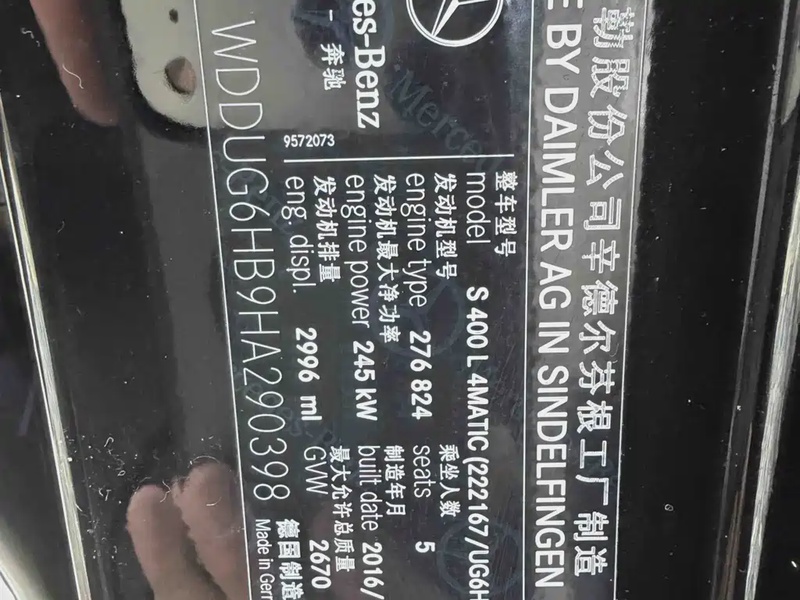 勒股份公司辛德尔芬根工厂制造
BY DAIMLER AG IN SINDELFINGEN
整车型号
model S 400 L 4MATIC (222167/UG6H
发动机型号 乘坐人数
engine type 276 824 seats 5
发动机最大净功率 制造年月
engine power 245 kW built date 2016/
发动机排量 最大允许总质量
eng. displ. 2996 ml GVW 2670
es-Benz
- 奔驰
9572073
德国制造
Made in Germ
WDDUG6HB9HA290398